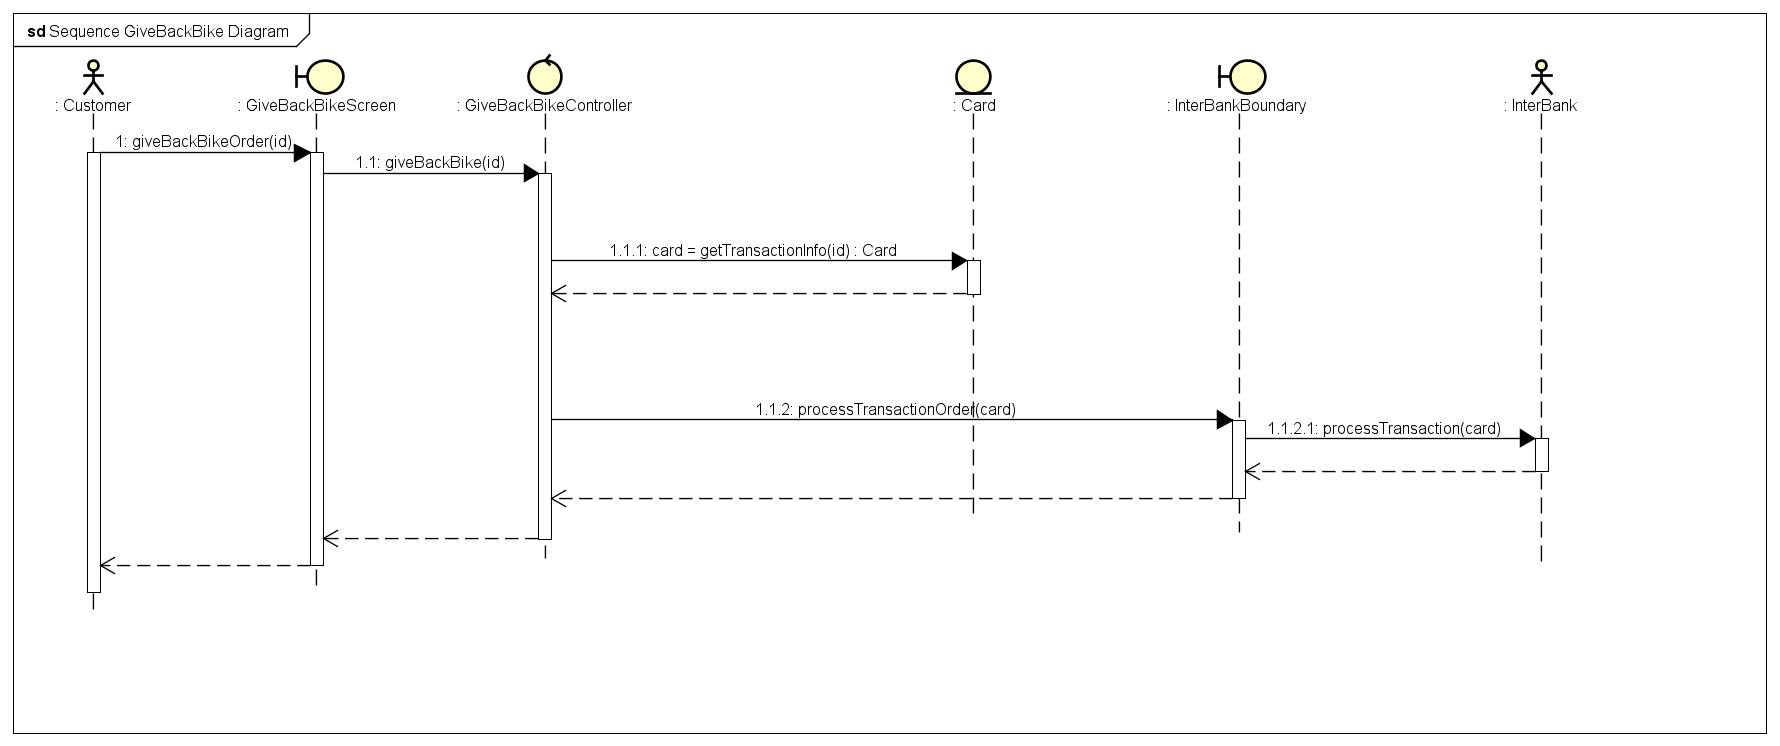 sd Sequence GiveBackBike Diagram
: Customer
: GiveBackBikeScreen
: GiveBackBikeController
: Card
: InterBankBoundary
: InterBank
1: giveBackBikeOrder(id)
1.1: giveBackBike(id)
1.1.1: card = getTransactionInfo(id) : Card
1.1.2: processTransactionOrder(card)
1.1.2.1: processTransaction(card)